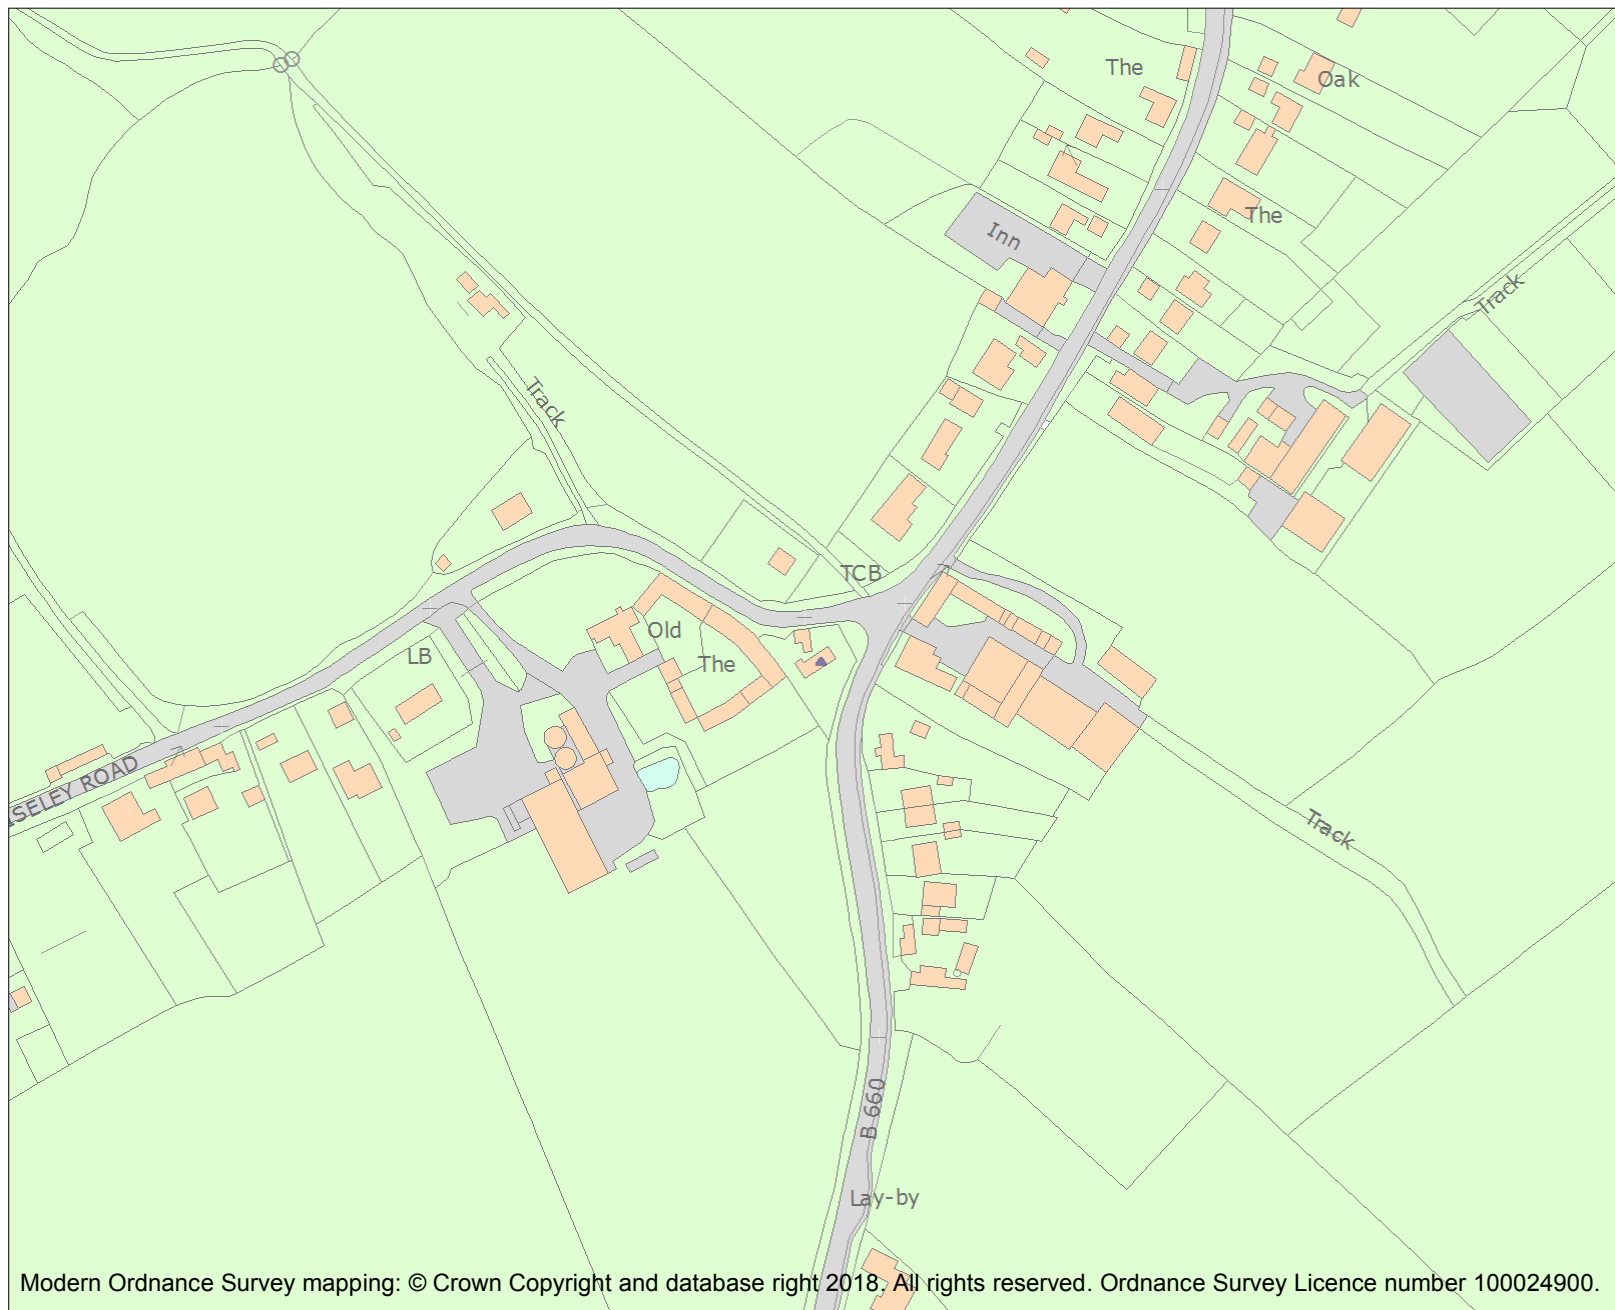 The
Oak
The
Inn
Track
Track
TCB
Old
The
LB
ISELEY ROAD
Track
B 660
Lay-by
Modern Ordnance Survey mapping: © Crown Copyright and database right 2018. All rights reserved. Ordnance Survey Licence number 100024900.